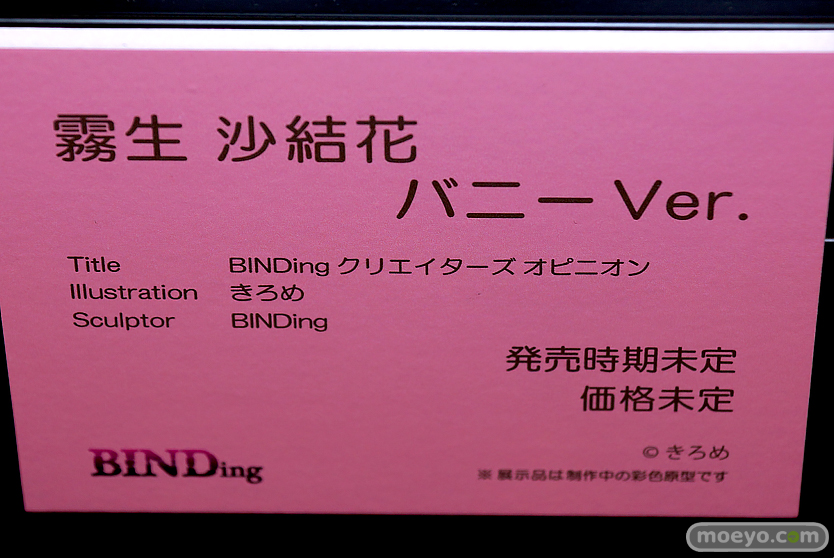 霧生 沙結花
バニー Ver.
Title BINDing クリエイターズ オピニオン
Illustration きろめ
Sculptor BINDing
発売時期未定
価格未定
© きろめ
BINDing
※ 展示品は制作中の彩色原型です
moeyo.com